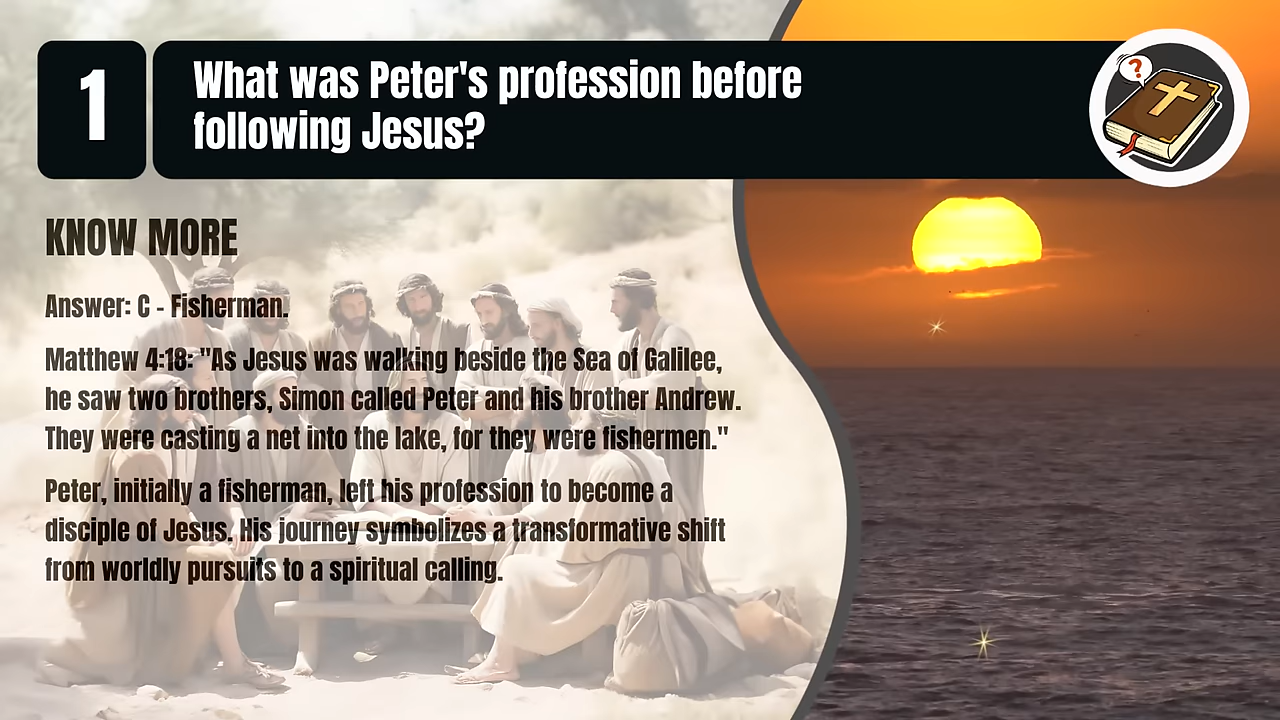 1
What was Peter's profession before
following Jesus?
?
KNOW MORE
Answer: C - Fisherman.
Matthew 4:18: "As Jesus was walking beside the Sea of Galilee,
he saw two brothers, Simon called Peter and his brother Andrew.
They were casting a net into the lake, for they were fishermen."
Peter, initially a fisherman, left his profession to become a
disciple of Jesus. His journey symbolizes a transformative shift
from worldly pursuits to a spiritual calling.